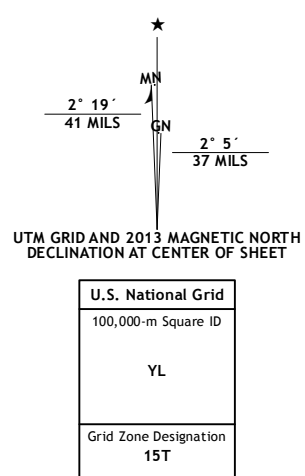 MN
GN
2° 19´
41 MILS
2° 5´
37 MILS
UTM GRID AND 2013 MAGNETIC NORTH
DECLINATION AT CENTER OF SHEET
U.S. National Grid
100,000-m Square ID
YL
Grid Zone Designation
15T